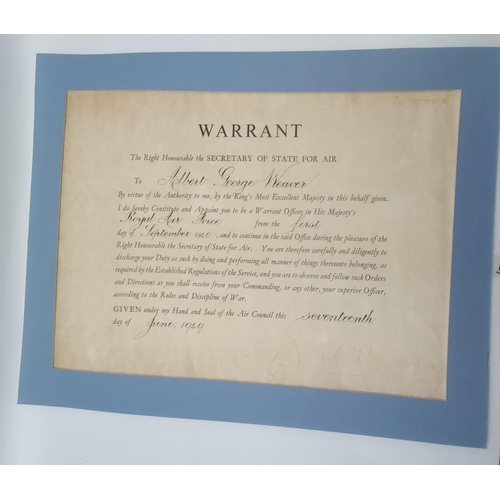 WARRANT
The Right Honourable the SECRETARY OF STATE FOR AIR
To Albert George Weaver
By virtue of the Authority to me, by the King's Most Excellent Majesty in this behalf given.
I do hereby Constitute and Appoint you to be a Warrant Officer in His Majesty's
Royal Air Force from the first
day of September 1946, and to continue in the said Office during the pleasure of the
Right Honourable the Secretary of State for Air. You are therefore carefully and diligently to
discharge your Duty as such by doing and performing all manner of things thereunto belonging, as
required by the Established Regulations of the Service, and you are to observe and follow such Orders
and Directions as you shall receive from your Commanding, or any other, your superior Officer,
according to the Rules and Discipline of War.
GIVEN under my Hand and Seal of the Air Council this seventeenth
day of June, 1949